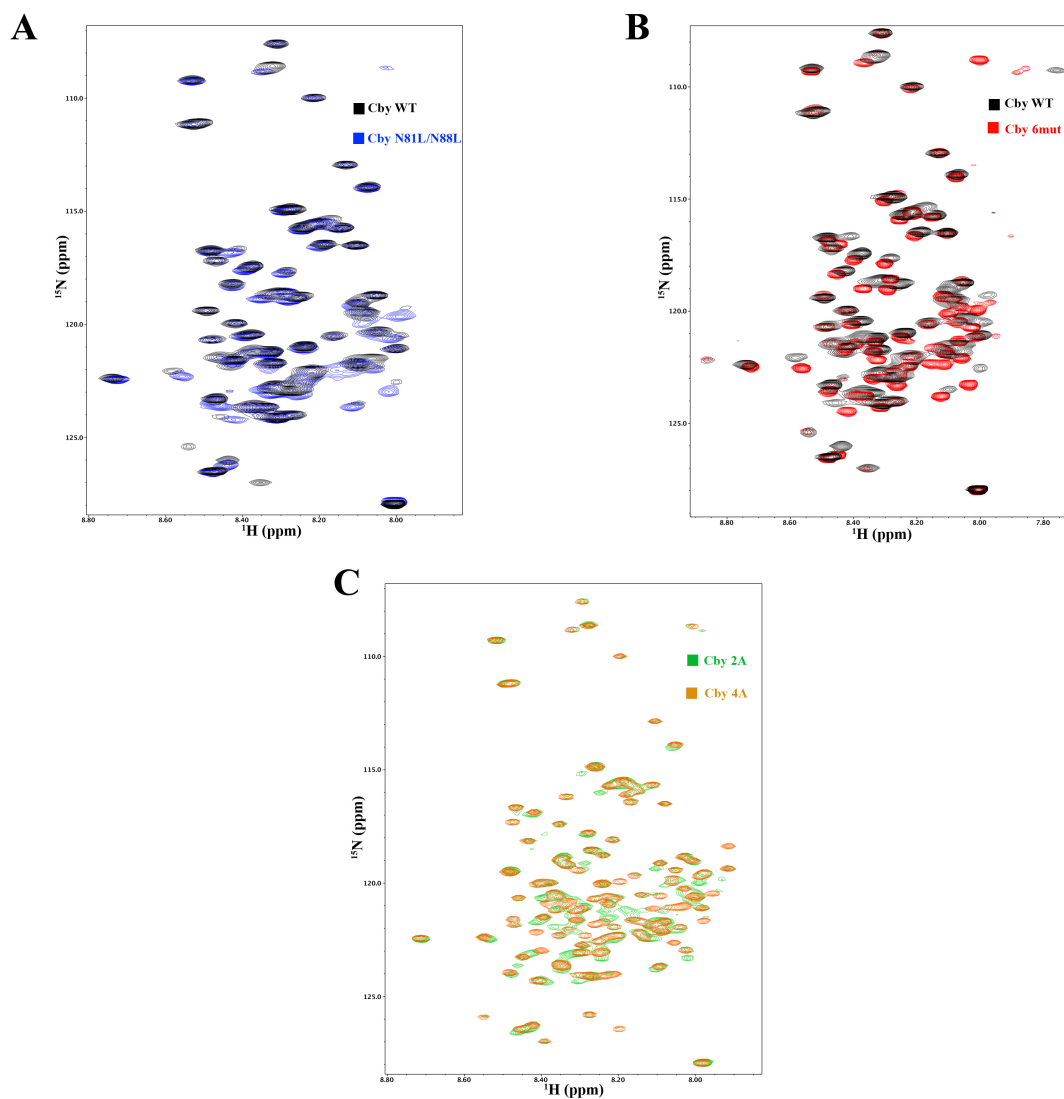 A
B
¹⁵N (ppm)
110.0
115.0
120.0
125.0
Cby WT
Cby N81L/N88L
8.80
8.60
8.40
8.20
8.00
¹H (ppm)
¹⁵N (ppm)
110.0
115.0
120.0
125.0
Cby WT
Cby 6mut
8.80
8.60
8.40
8.20
8.00
7.80
¹H (ppm)
C
¹⁵N (ppm)
110.0
115.0
120.0
125.0
Cby 2A
Cby 4A
8.80
8.60
8.40
8.20
8.00
¹H (ppm)